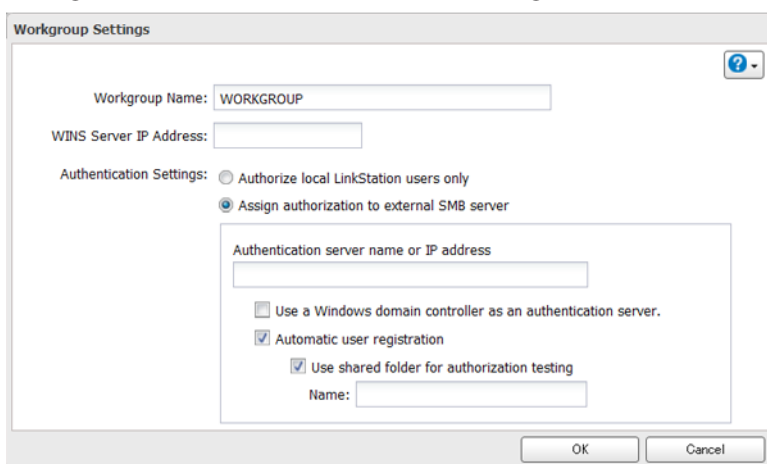 Workgroup Settings
?
Workgroup Name: WORKGROUP
WINS Server IP Address:
Authentication Settings: Authorize local LinkStation users only
Assign authorization to external SMB server
Authentication server name or IP address
Use a Windows domain controller as an authentication server.
Automatic user registration
Use shared folder for authorization testing
Name:
OK Cancel